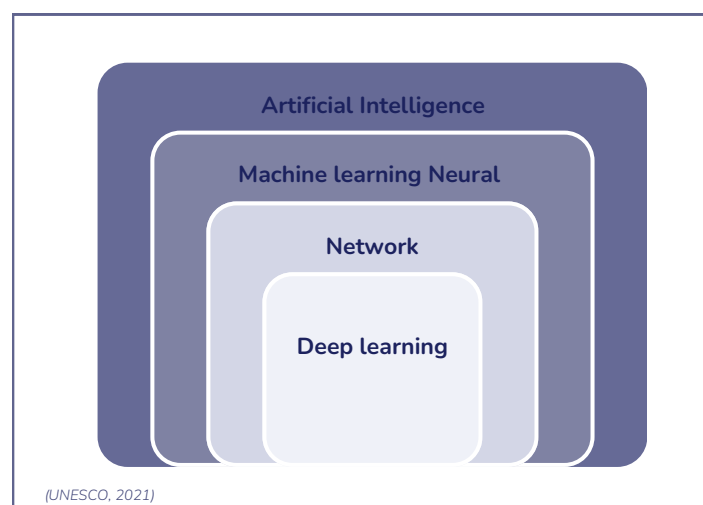 Artificial Intelligence
Machine learning Neural
Network
Deep learning
(UNESCO, 2021)